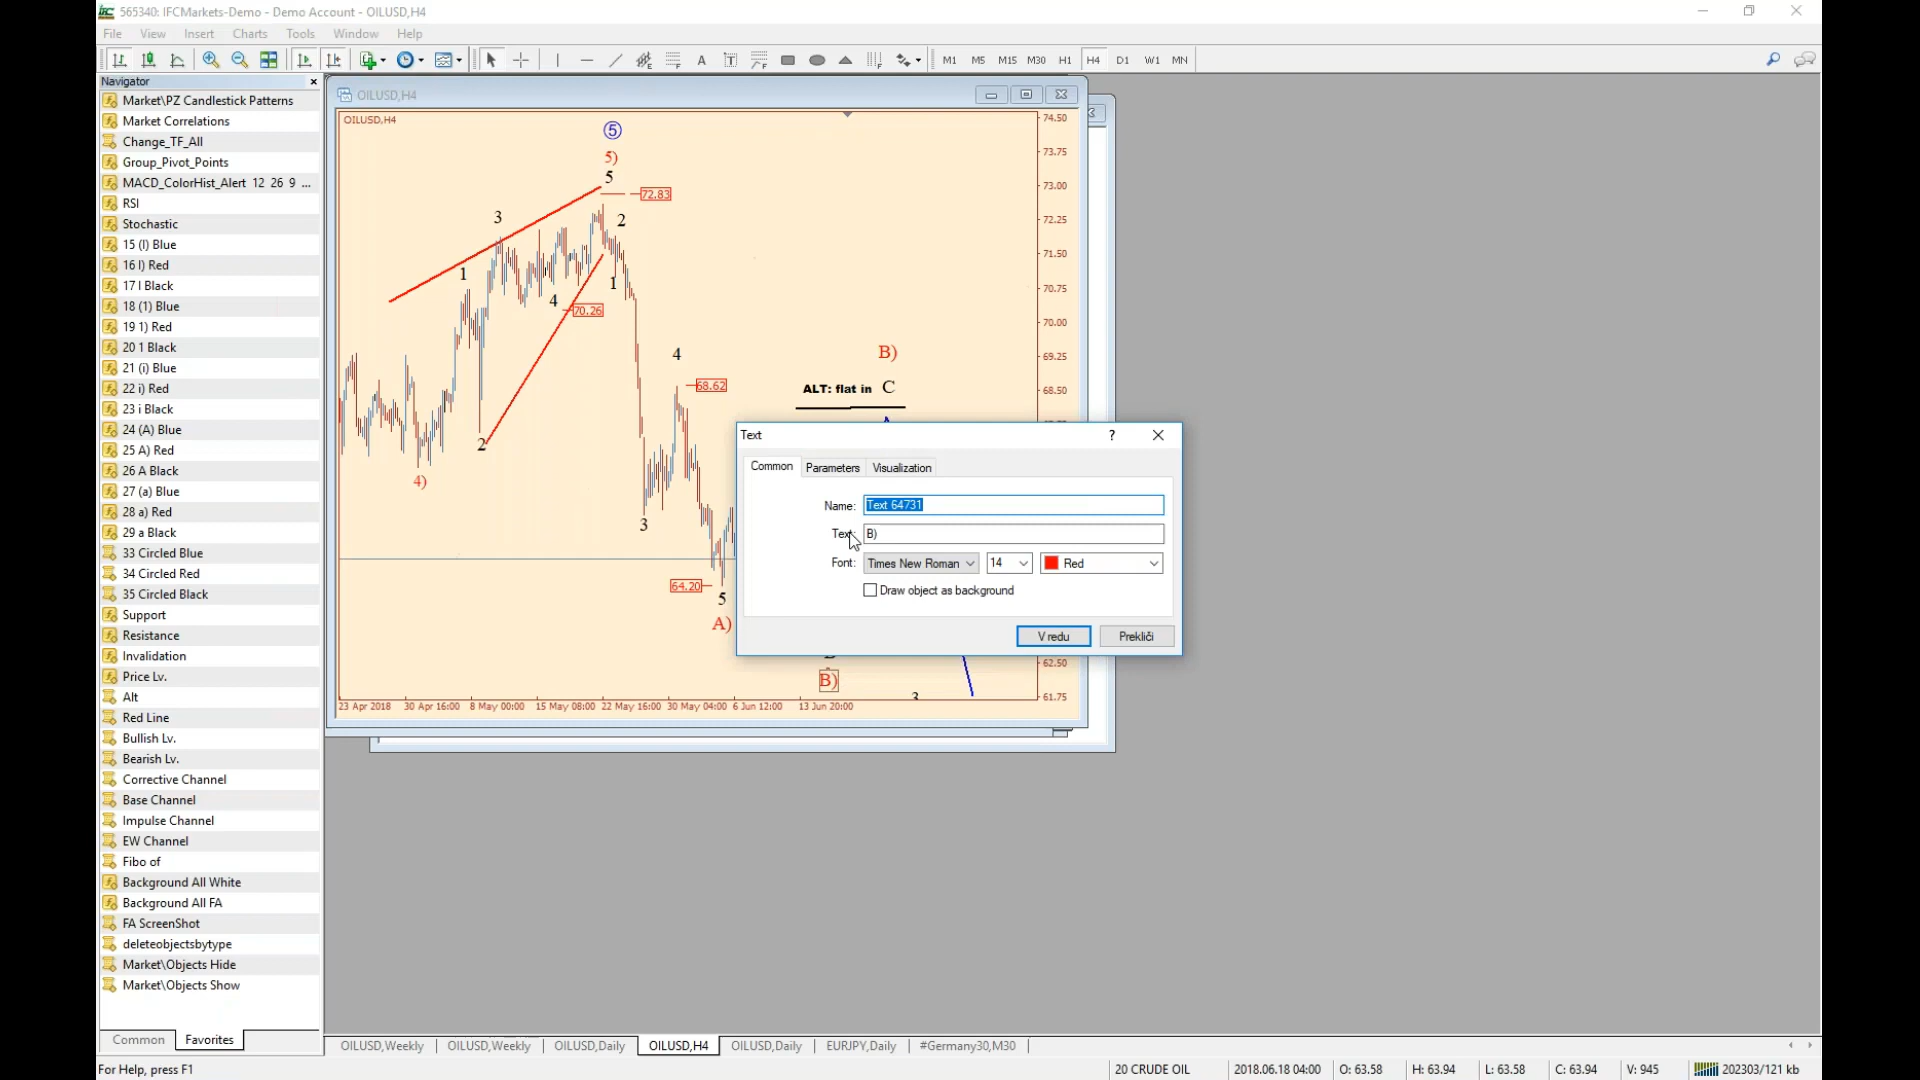 565340: IFCMarkets-Demo - Demo Account - OILUSD,H4
File View Insert Charts Tools Window Help
M1 M5 M15 M30 H1 H4 D1 W1 MN
Navigator
Market\PZ Candlestick Patterns
Market Correlations
Change_TF_All
Group_Pivot_Points
MACD_ColorHist_Alert 12 26 9 ...
RSI
Stochastic
15 (I) Blue
16 I) Red
17 I Black
18 (1) Blue
19 1) Red
20 1 Black
21 (i) Blue
22 i) Red
23 i Black
24 (A) Blue
25 A) Red
26 A Black
27 (a) Blue
28 a) Red
29 a Black
33 Circled Blue
34 Circled Red
35 Circled Black
Support
Resistance
Invalidation
Price Lv.
Alt
Red Line
Bullish Lv.
Bearish Lv.
Corrective Channel
Base Channel
Impulse Channel
EW Channel
Fibo of
Background All White
Background All FA
FA ScreenShot
deleteobjectsbytype
Market\Objects Hide
Market\Objects Show
Common Favorites
OILUSD,H4
OILUSD,H4
⑤
5)
5
72.83
3
2
1
1
4
70.26
2
4)
4
68.62
3
64.20
5
A)
B)
ALT: flat in C
B)
3
74.50
73.75
73.00
72.25
71.50
70.75
70.00
69.25
68.50
62.50
61.75
23 Apr 2018 30 Apr 16:00 8 May 00:00 15 May 08:00 22 May 16:00 30 May 04:00 6 Jun 12:00 13 Jun 20:00
Text
?
Common Parameters Visualization
Name: Text 64731
Text: B)
Font: Times New Roman 14 Red
Draw object as background
V redu Prekliči
OILUSD,Weekly OILUSD,Weekly OILUSD,Daily OILUSD,H4 OILUSD,Daily EURJPY,Daily #Germany30,M30
For Help, press F1
20 CRUDE OIL 2018.06.18 04:00 O: 63.58 H: 63.94 L: 63.58 C: 63.94 V: 945 202303/121 kb